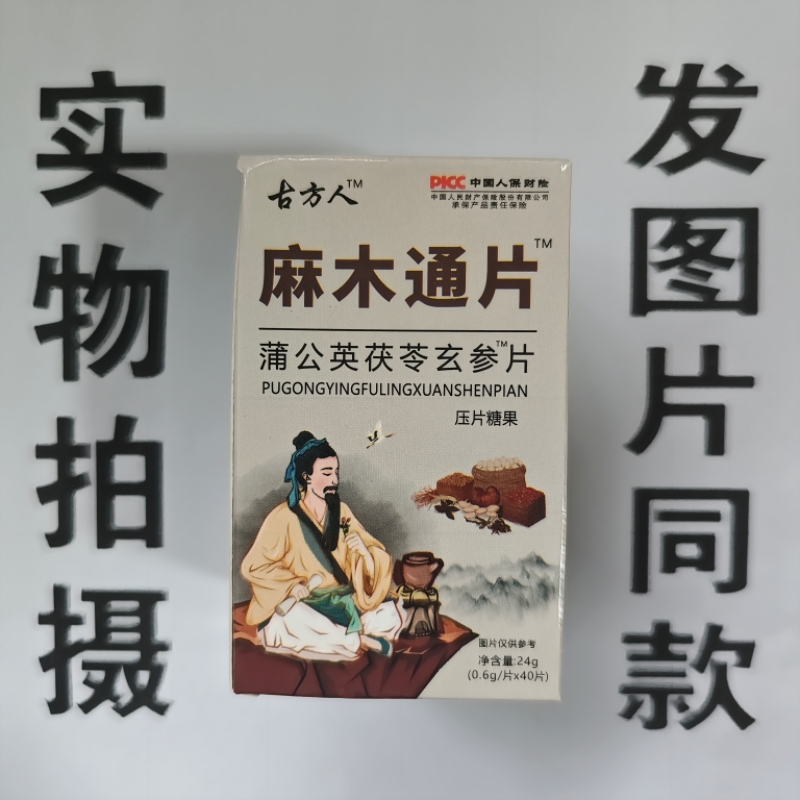 实物拍摄
古方人™
PICC 中国人保财险
中国人民财产保险股份有限公司
承保产品责任保险
麻木通片™
蒲公英茯苓玄参™片
PUGONGYINGFULINGXUANSHENPIAN
压片糖果
图片仅供参考
净含量:24g
(0.6g/片x40片)
发图片同款